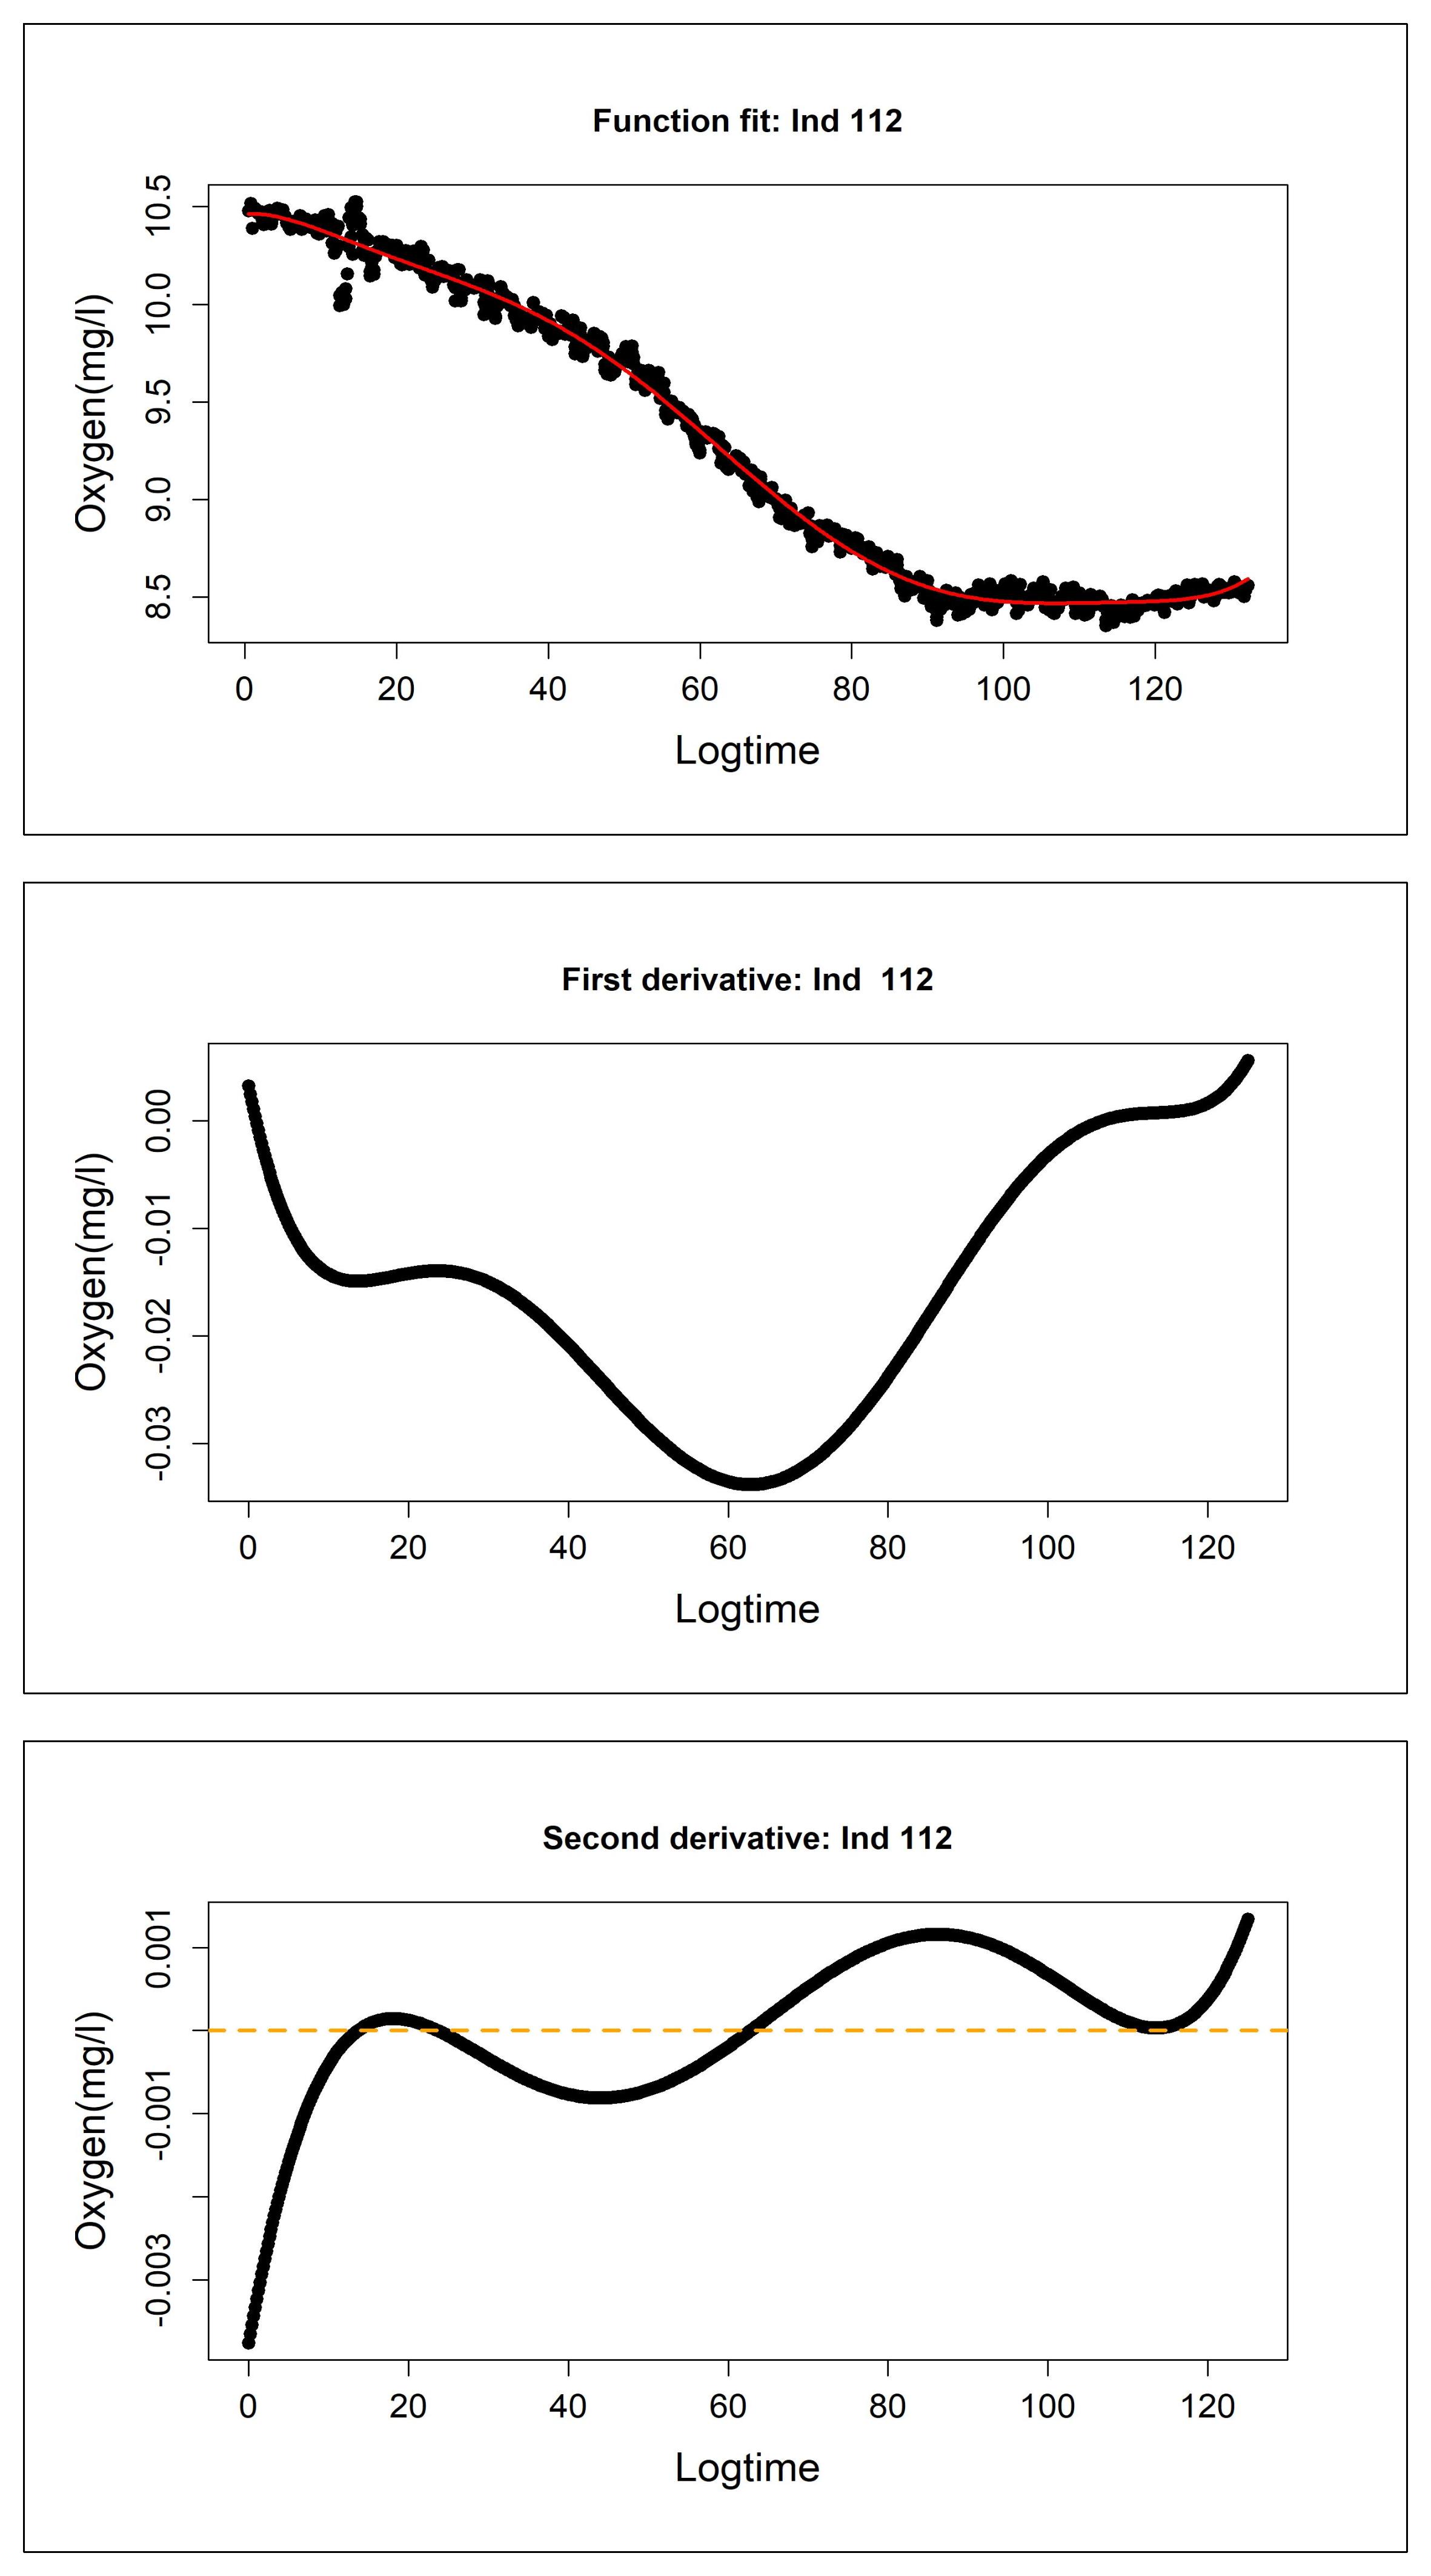 Function fit: Ind 112
Oxygen(mg/l)
10.5
10.0
9.5
9.0
8.5
0 20 40 60 80 100 120
Logtime
First derivative: Ind  112
Oxygen(mg/l)
0.00
-0.01
-0.02
-0.03
0 20 40 60 80 100 120
Logtime
Second derivative: Ind 112
Oxygen(mg/l)
0.001
-0.001
-0.003
0 20 40 60 80 100 120
Logtime